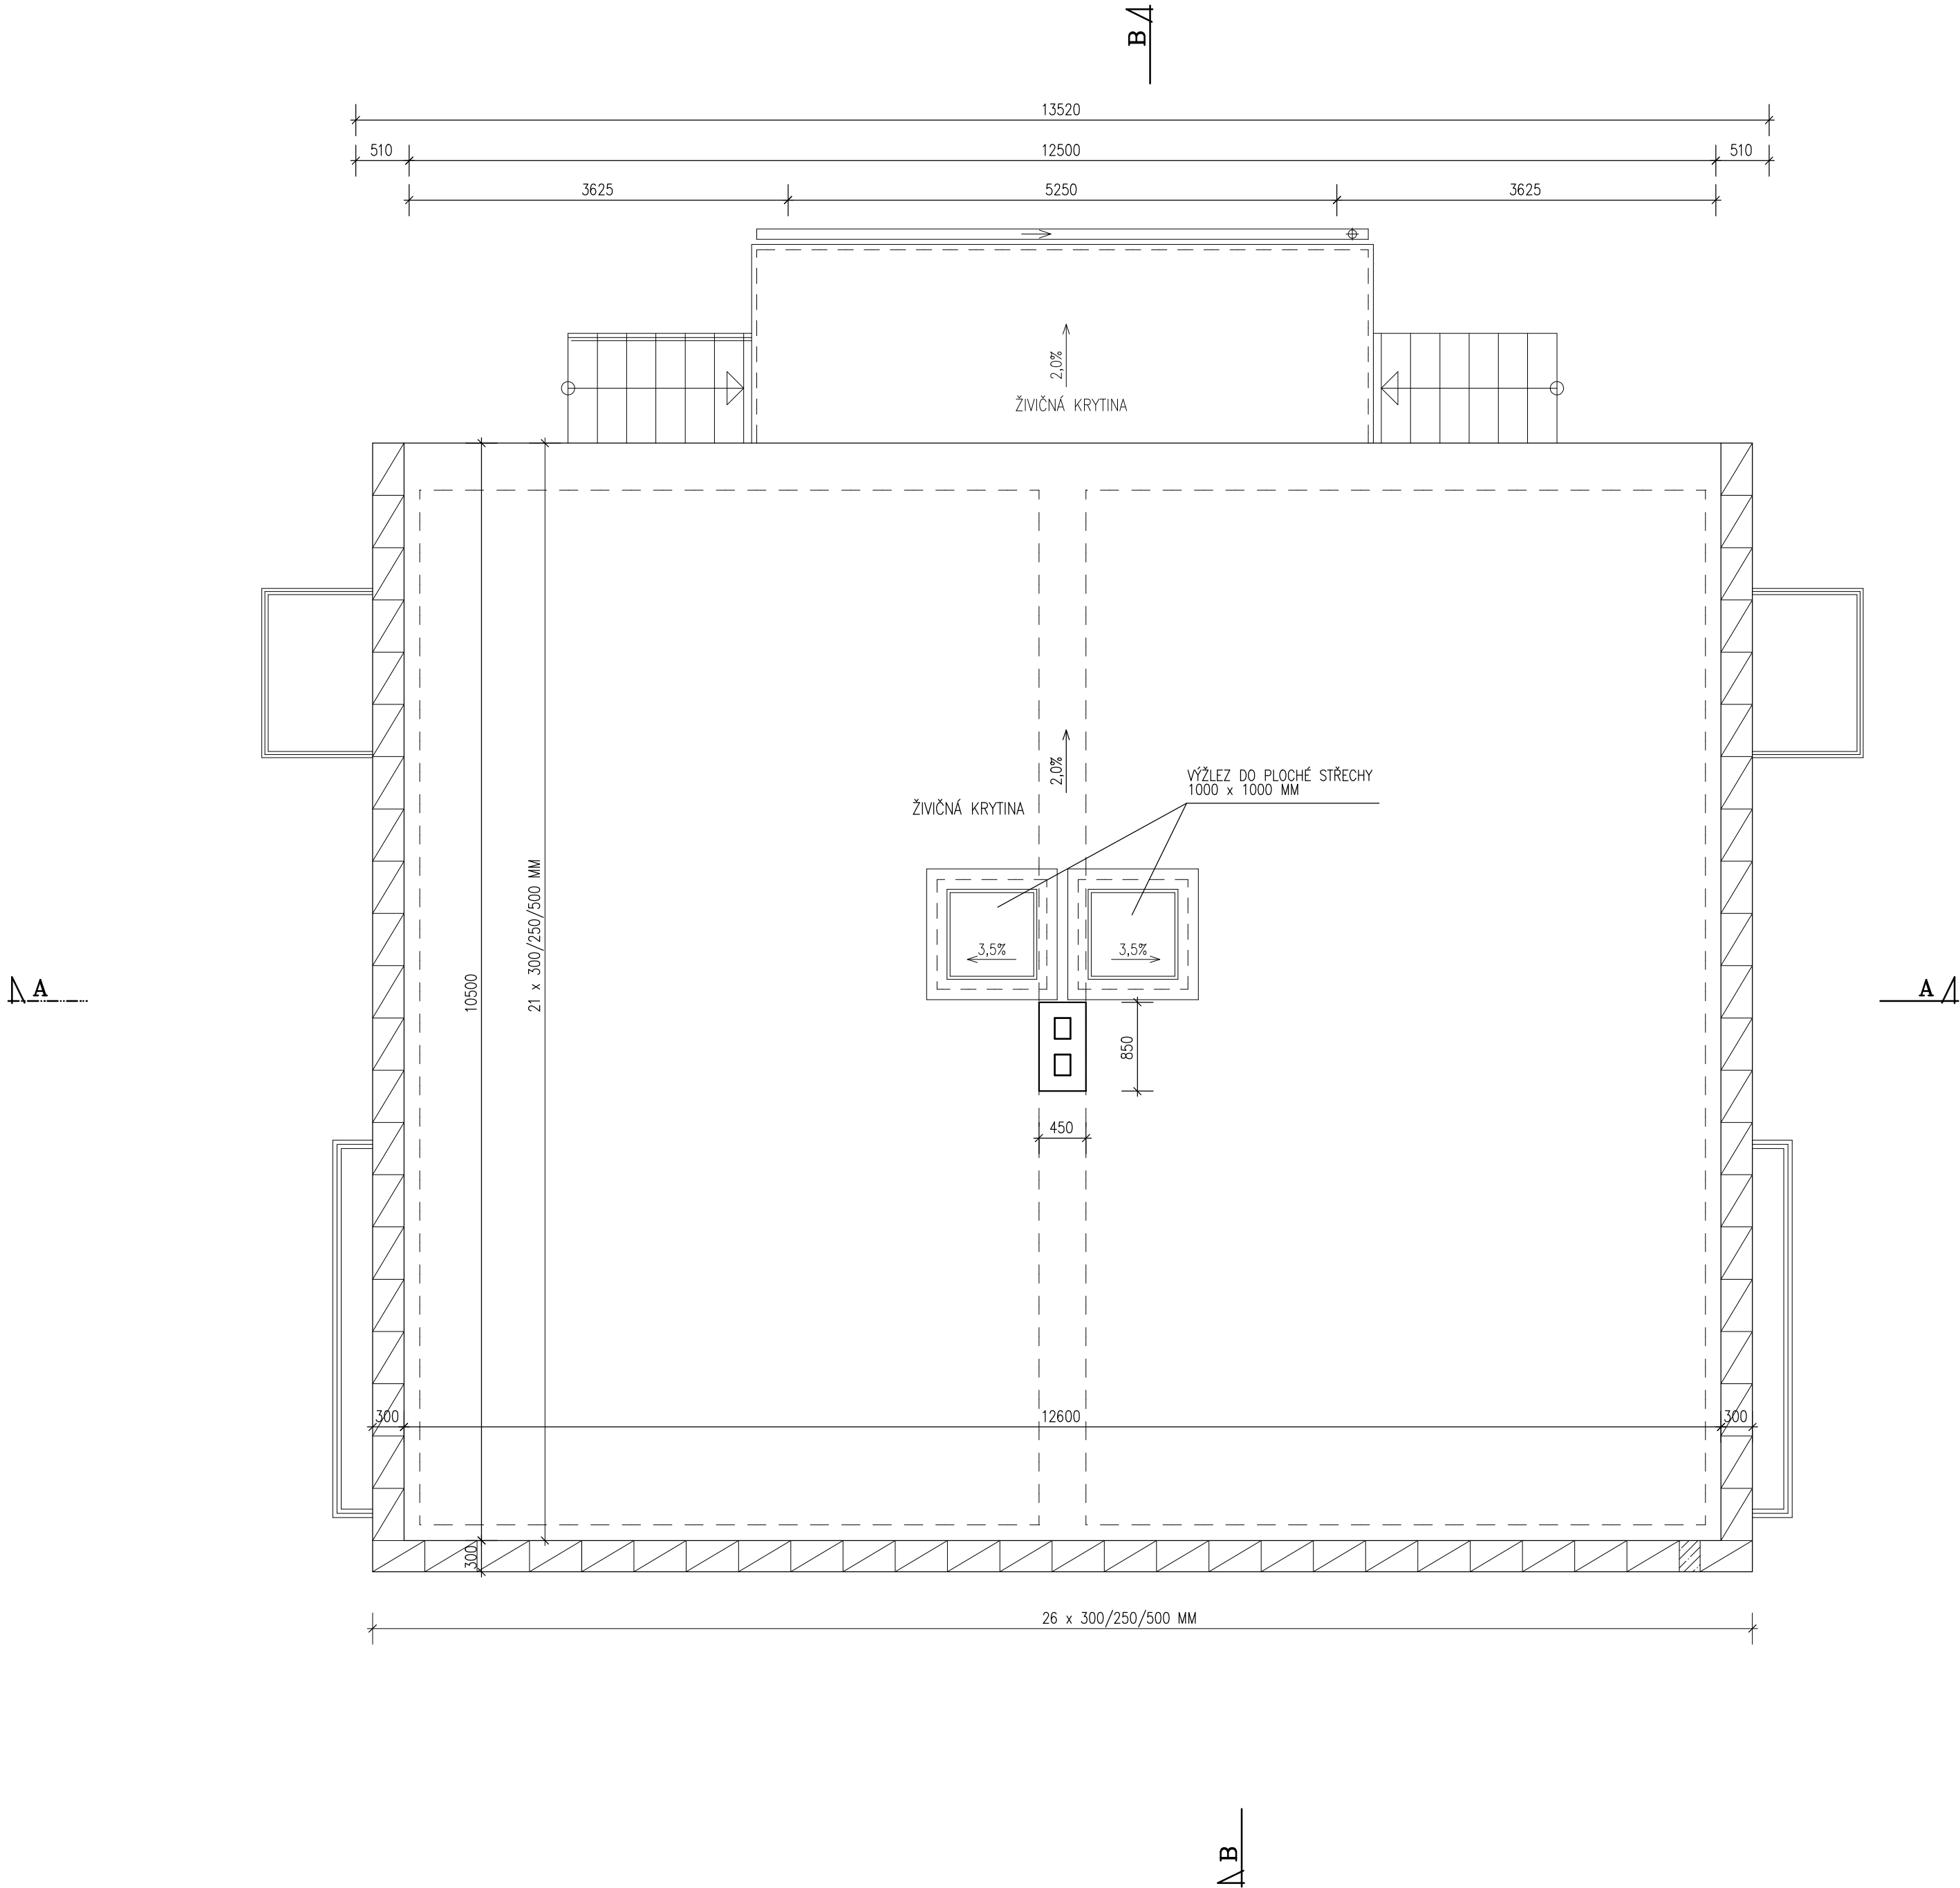 B
13520
510
12500
510
3625
5250
3625
2,0%
ŽIVIČNÁ KRYTINA
2,0%
VÝŽLEZ DO PLOCHÉ STŘECHY
1000 x 1000 MM
ŽIVIČNÁ KRYTINA
21 x 300/250/500 MM
10500
3,5%
3,5%
A
A
850
450
300
12600
300
300
26 x 300/250/500 MM
B